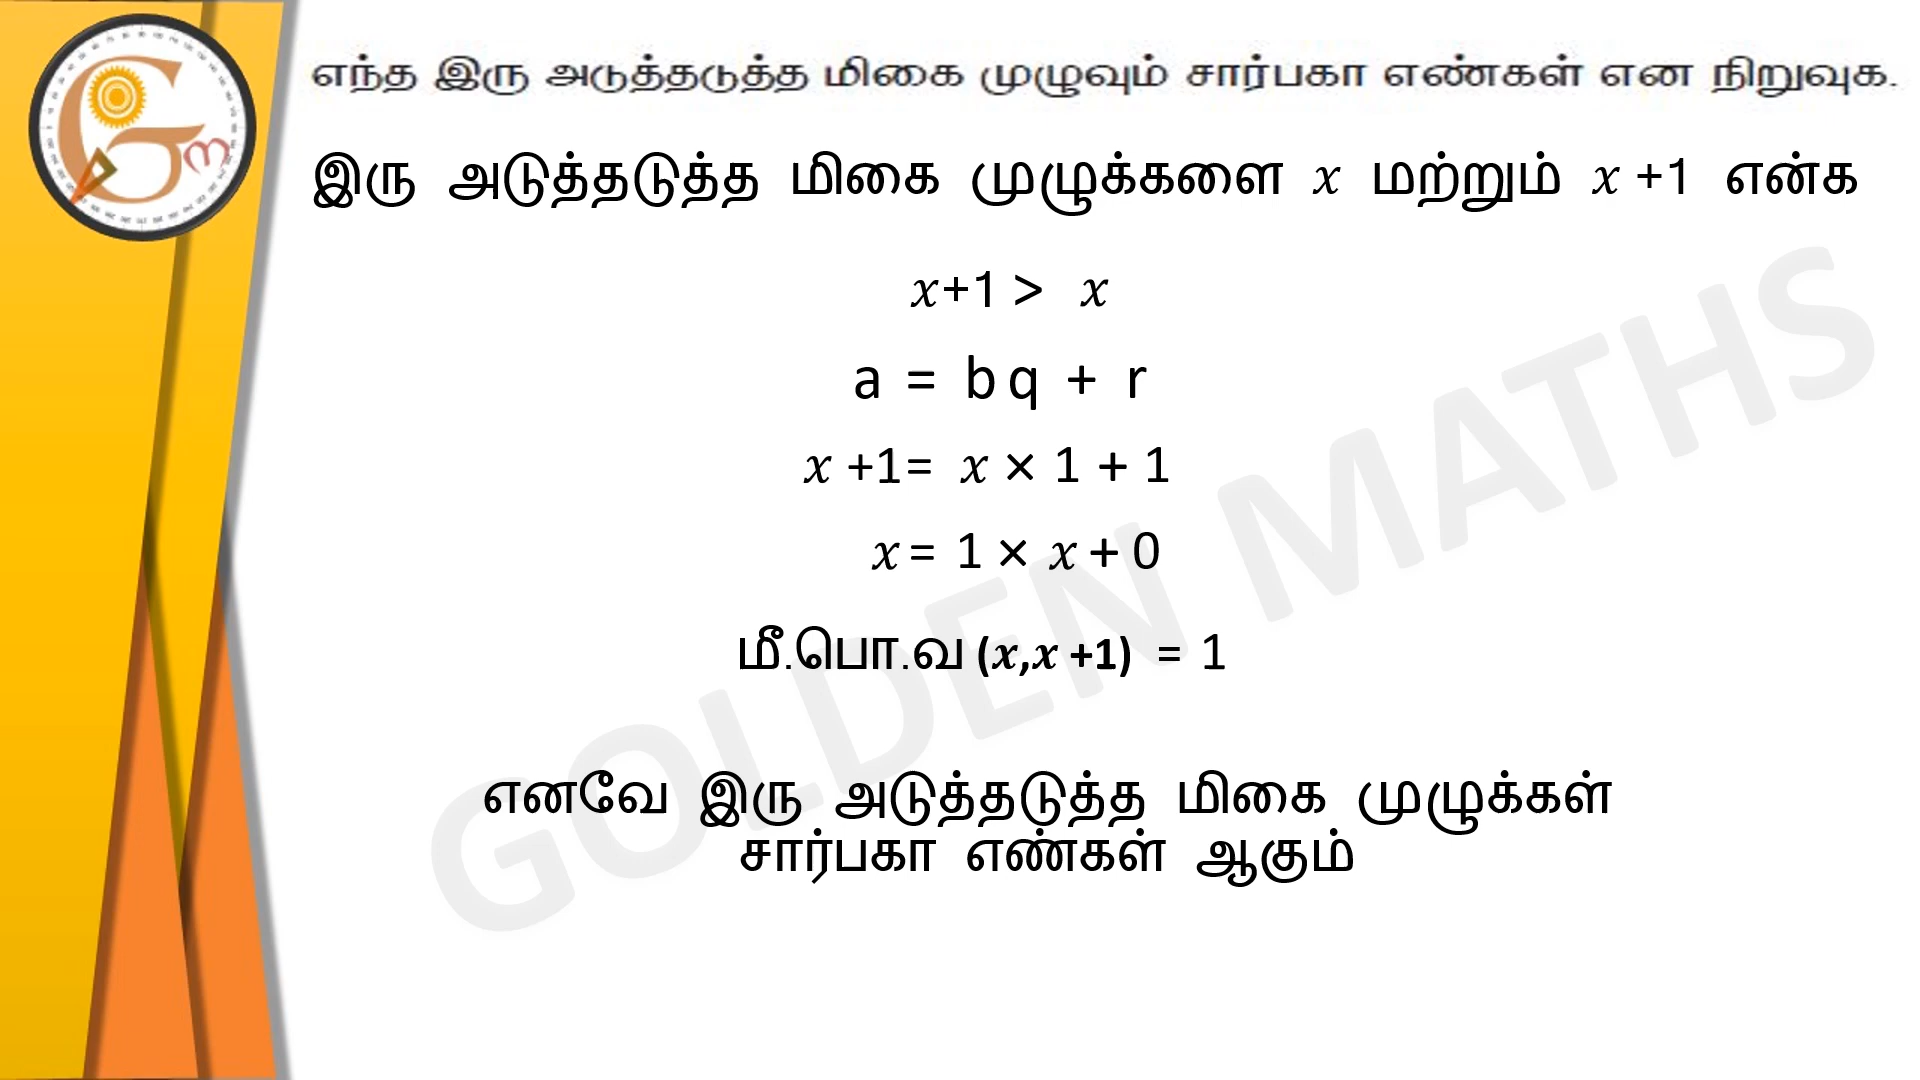 எந்த இரு அடுத்தடுத்த மிகை முழுவும் சார்பகா எண்கள் என நிறுவுக.
இரு அடுத்தடுத்த மிகை முழுக்களை x மற்றும் x +1 என்க
x+1 > x
a = b q + r
x +1= x × 1 + 1
x = 1 × x + 0
மீ.பொ.வ (x,x +1) = 1
எனவே இரு அடுத்தடுத்த மிகை முழுக்கள்
சார்பகா எண்கள் ஆகும்
GOLDEN MATHS